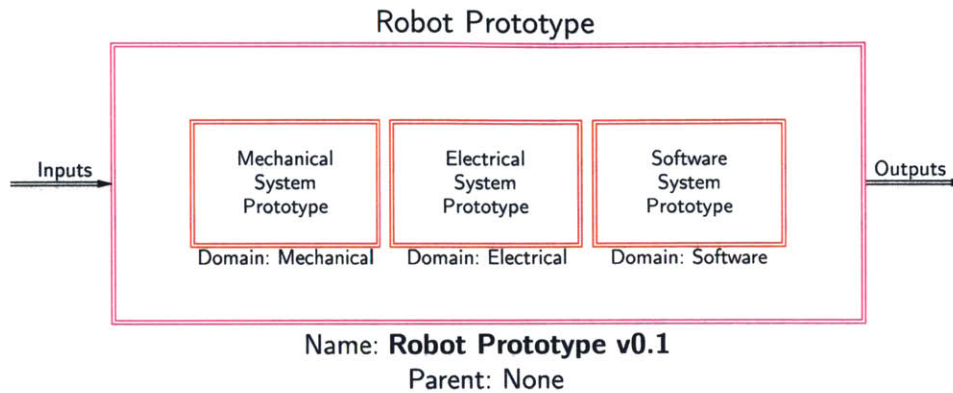 Robot Prototype
Inputs
Mechanical
System
Prototype
Domain: Mechanical
Electrical
System
Prototype
Domain: Electrical
Software
System
Prototype
Domain: Software
Outputs
Name: Robot Prototype v0.1
Parent: None